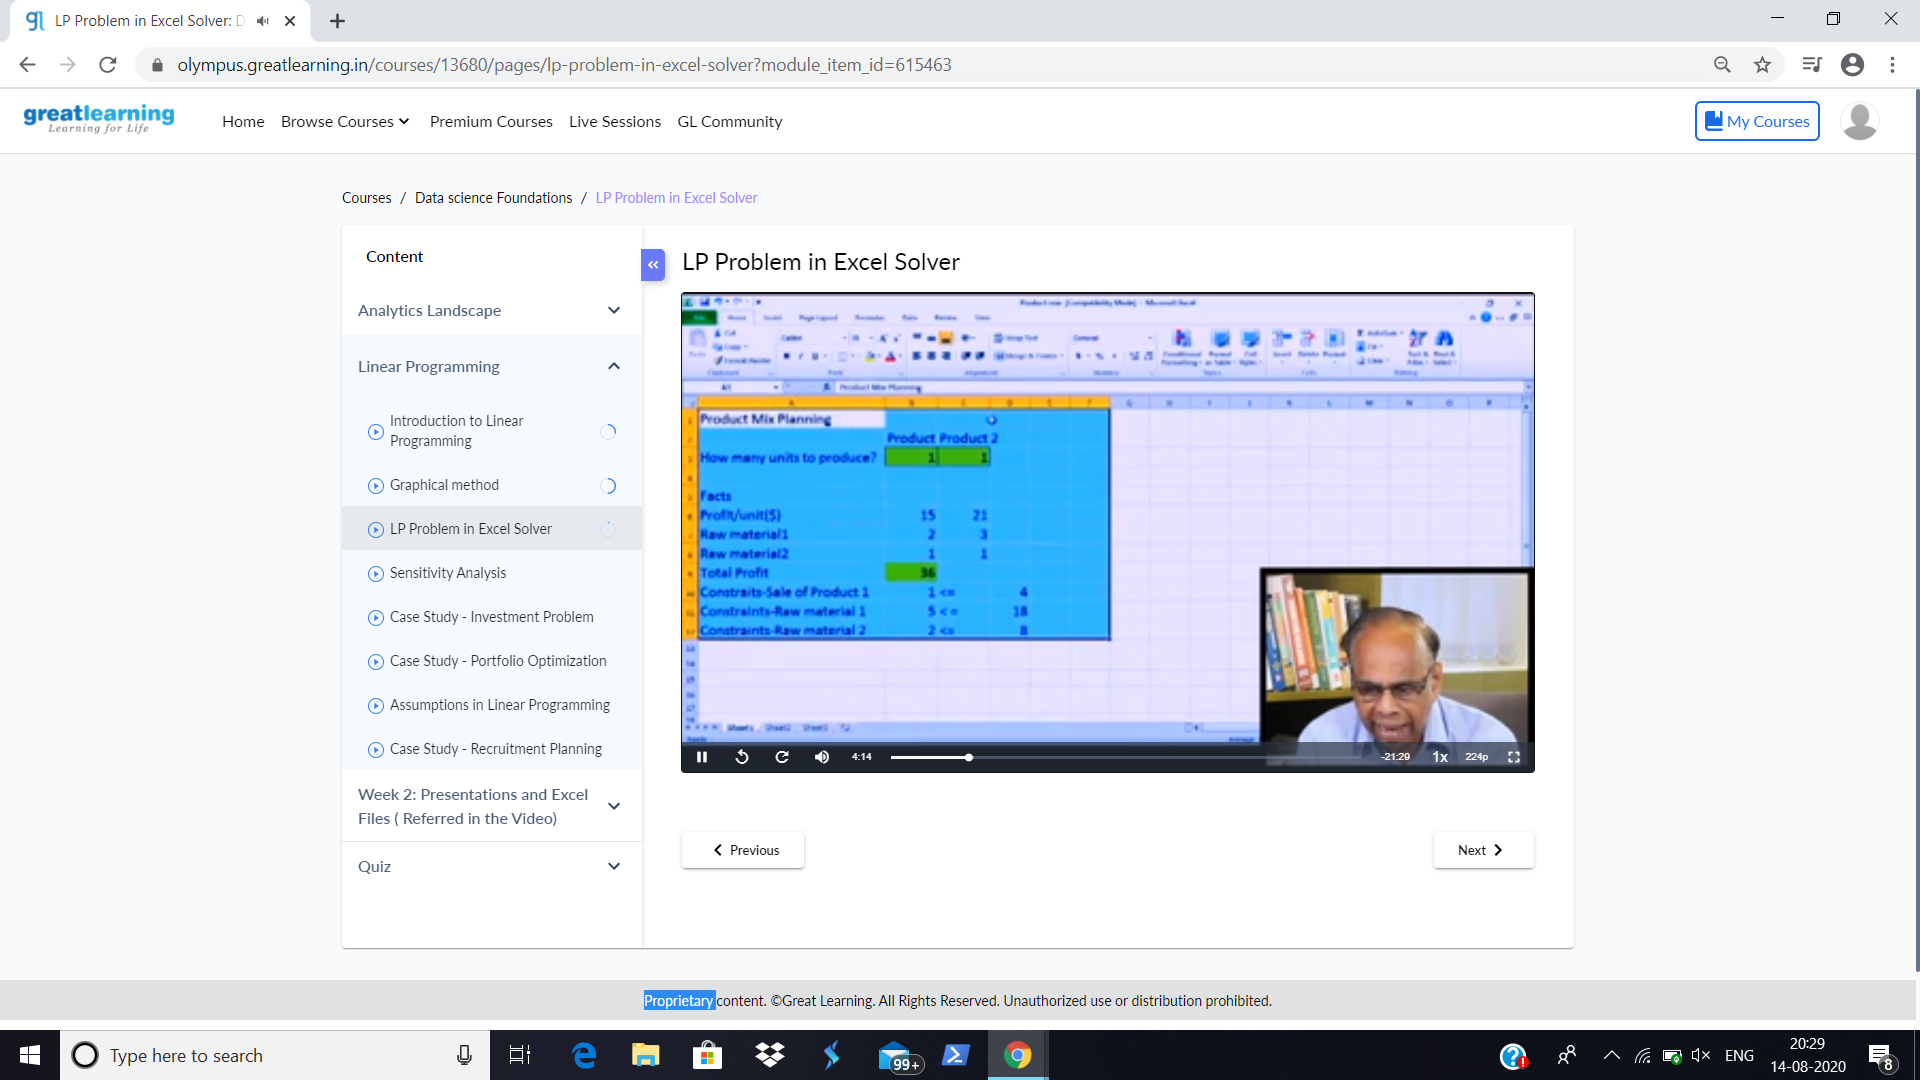 LP Problem in Excel Solver: D
olympus.greatlearning.in/courses/13680/pages/lp-problem-in-excel-solver?module_item_id=615463
greatlearning
Learning for Life
Home Browse Courses Premium Courses Live Sessions GL Community
My Courses
Courses / Data science Foundations / LP Problem in Excel Solver
Content
Analytics Landscape
Linear Programming
Introduction to Linear
Programming
Graphical method
LP Problem in Excel Solver
Sensitivity Analysis
Case Study - Investment Problem
Case Study - Portfolio Optimization
Assumptions in Linear Programming
Case Study - Recruitment Planning
Week 2: Presentations and Excel
Files ( Referred in the Video)
Quiz
«
LP Problem in Excel Solver
Product Mix Planning
Product Mix Planning
Product Product 2
How many units to produce? 1 1
Facts
Profit/unit($) 15 21
Raw material1 2 3
Raw material2 1 1
Total Profit 36
Constraits-Sale of Product 1 1 <= 4
Constraints-Raw material 1 5 <= 18
Constraints-Raw material 2 2 <= 8
4:14 -21:29 1x 224p
Previous Next
Proprietary content. ©Great Learning. All Rights Reserved. Unauthorized use or distribution prohibited.
Type here to search
99+
ENG
20:29
14-08-2020
8